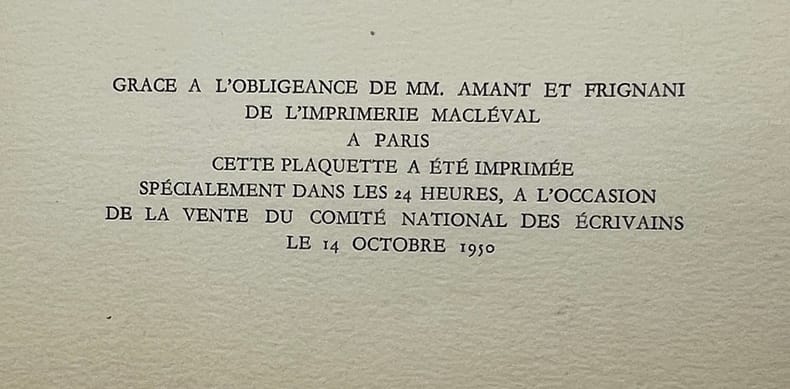 GRACE A L'OBLIGEANCE DE MM. AMANT ET FRIGNANI
DE L'IMPRIMERIE MACLÉVAL
A PARIS
CETTE PLAQUETTE A ÉTÉ IMPRIMÉE
SPÉCIALEMENT DANS LES 24 HEURES, A L'OCCASION
DE LA VENTE DU COMITÉ NATIONAL DES ÉCRIVAINS
LE 14 OCTOBRE 1950